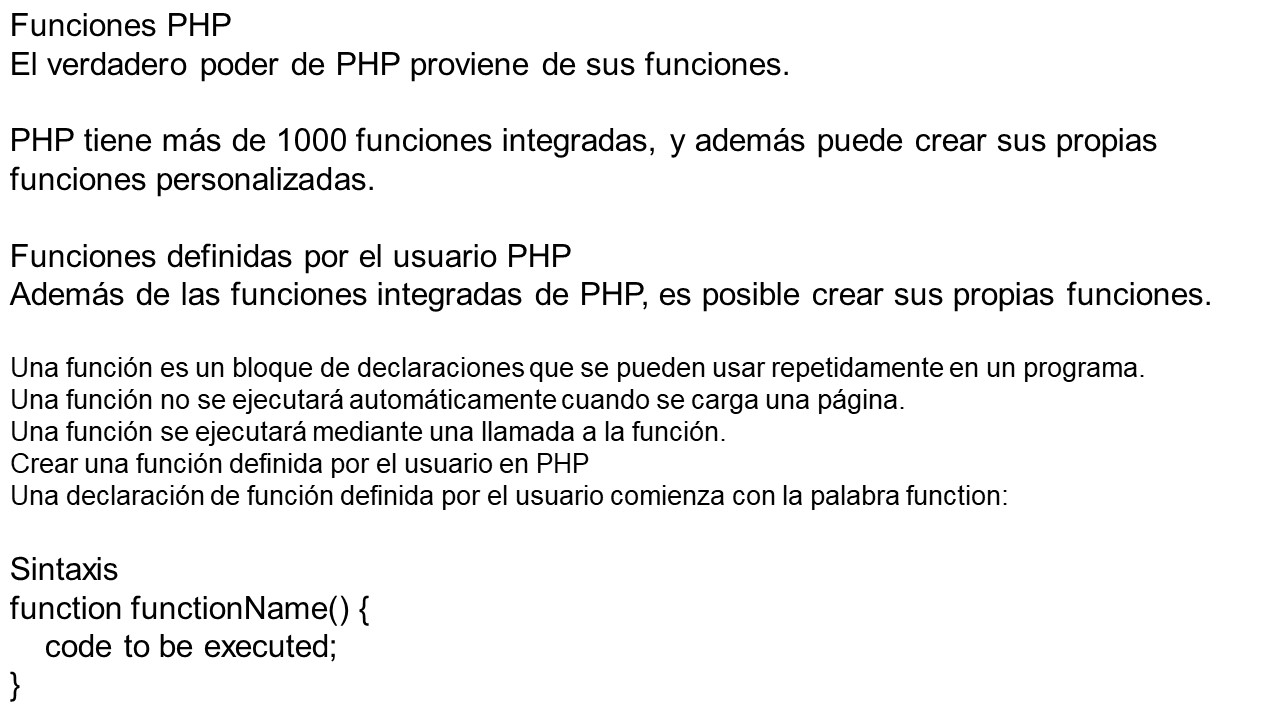 Funciones PHP
El verdadero poder de PHP proviene de sus funciones.
PHP tiene más de 1000 funciones integradas, y además puede crear sus propias
funciones personalizadas.
Funciones definidas por el usuario PHP
Además de las funciones integradas de PHP, es posible crear sus propias funciones.
Una función es un bloque de declaraciones que se pueden usar repetidamente en un programa.
Una función no se ejecutará automáticamente cuando se carga una página.
Una función se ejecutará mediante una llamada a la función.
Crear una función definida por el usuario en PHP
Una declaración de función definida por el usuario comienza con la palabra function:
Sintaxis
function functionName() {
    code to be executed;
}